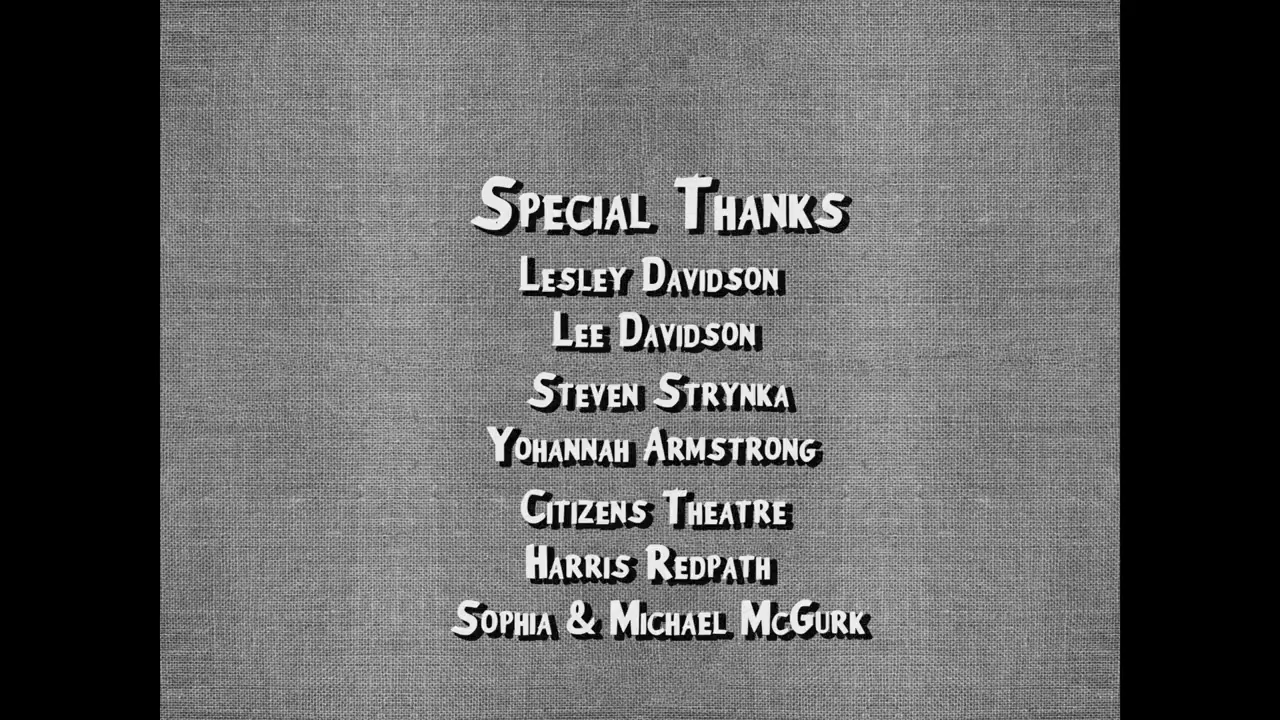 Special Thanks
Lesley Davidson
Lee Davidson
Steven Strynka
Yohannah Armstrong
Citizens Theatre
Harris Redpath
Sophia & Michael McGurk